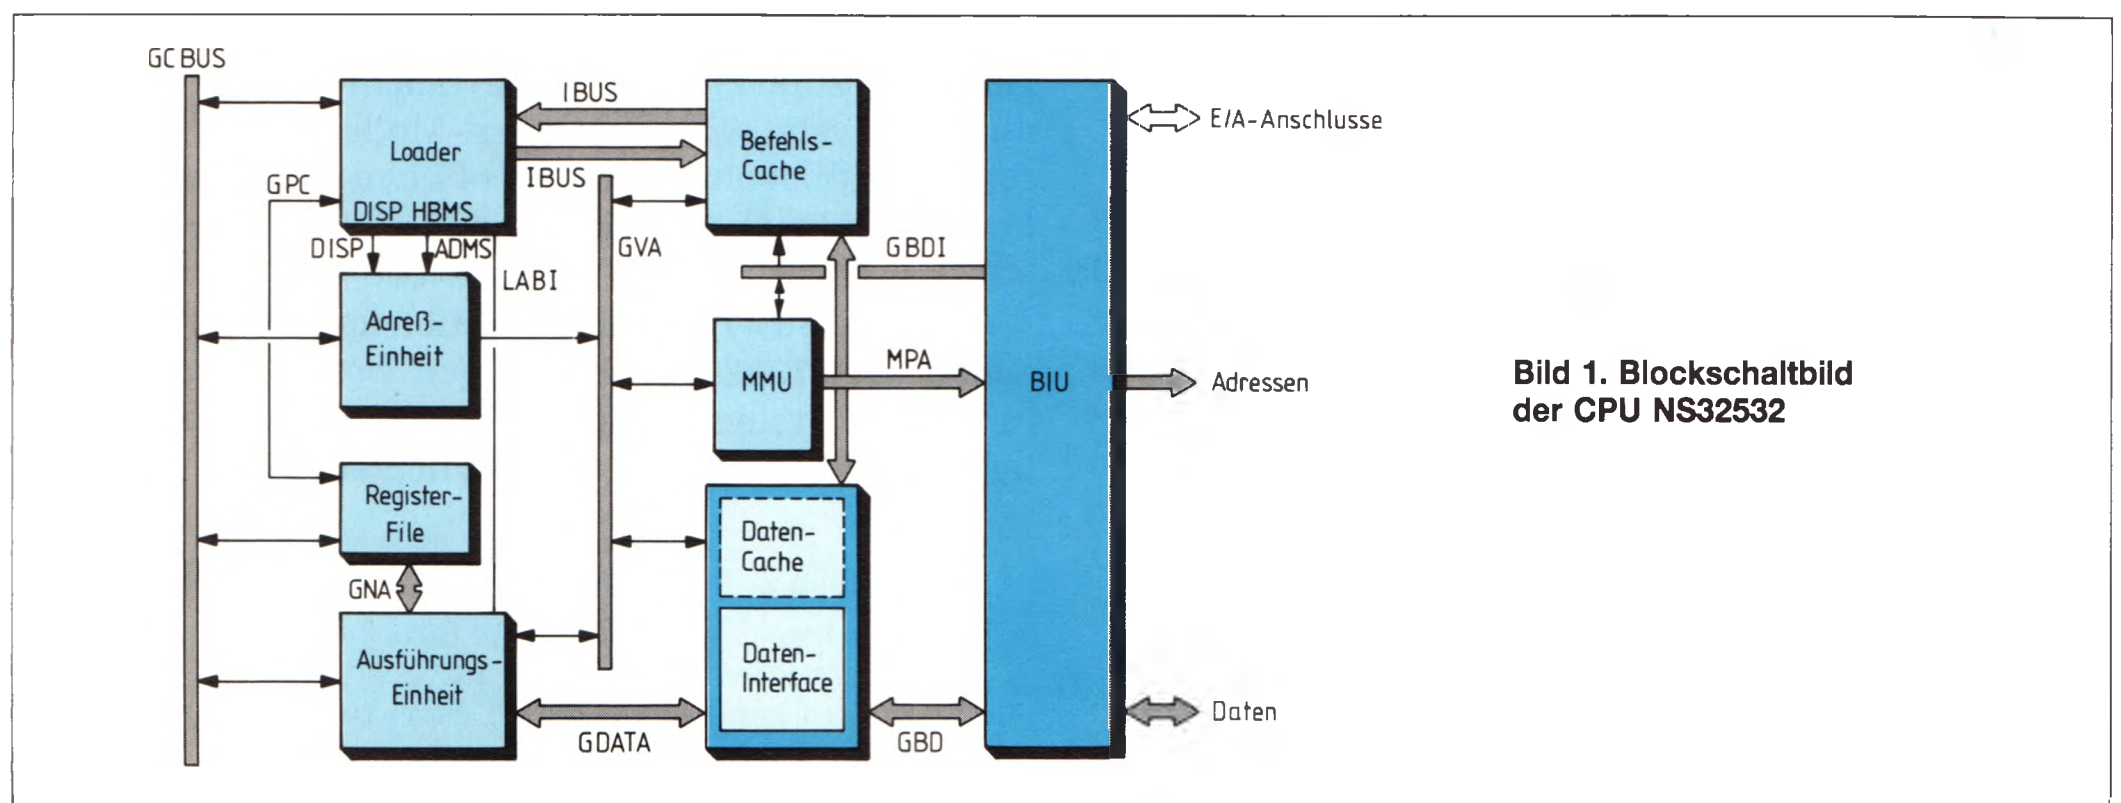 GCBUS
IBUS
Loader
Befehls-
Cache
E/A-Anschlusse
IBUS
GPC
DISP HBMS
DISP
ADMS
GVA
GBDI
LABI
Adreß-
Einheit
MMU
MPA
BIU
Adressen
Bild 1. Blockschaltbild
der CPU NS32532
Register-
File
Daten-
Cache
GNA
Ausführungs-
Einheit
Daten-
Interface
GDATA
GBD
Daten